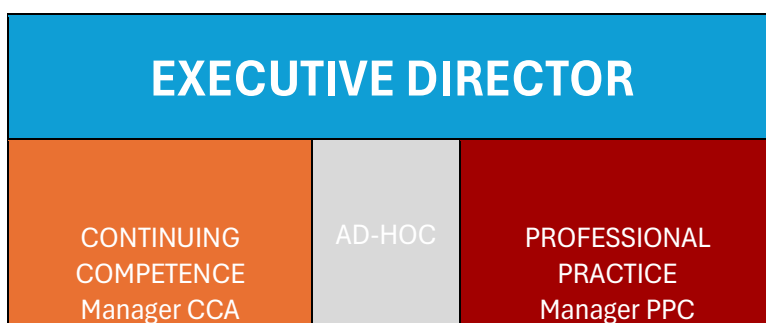 EXECUTIVE DIRECTOR
CONTINUING
COMPETENCE
Manager CCA
AD-HOC
PROFESSIONAL
PRACTICE
Manager PPC